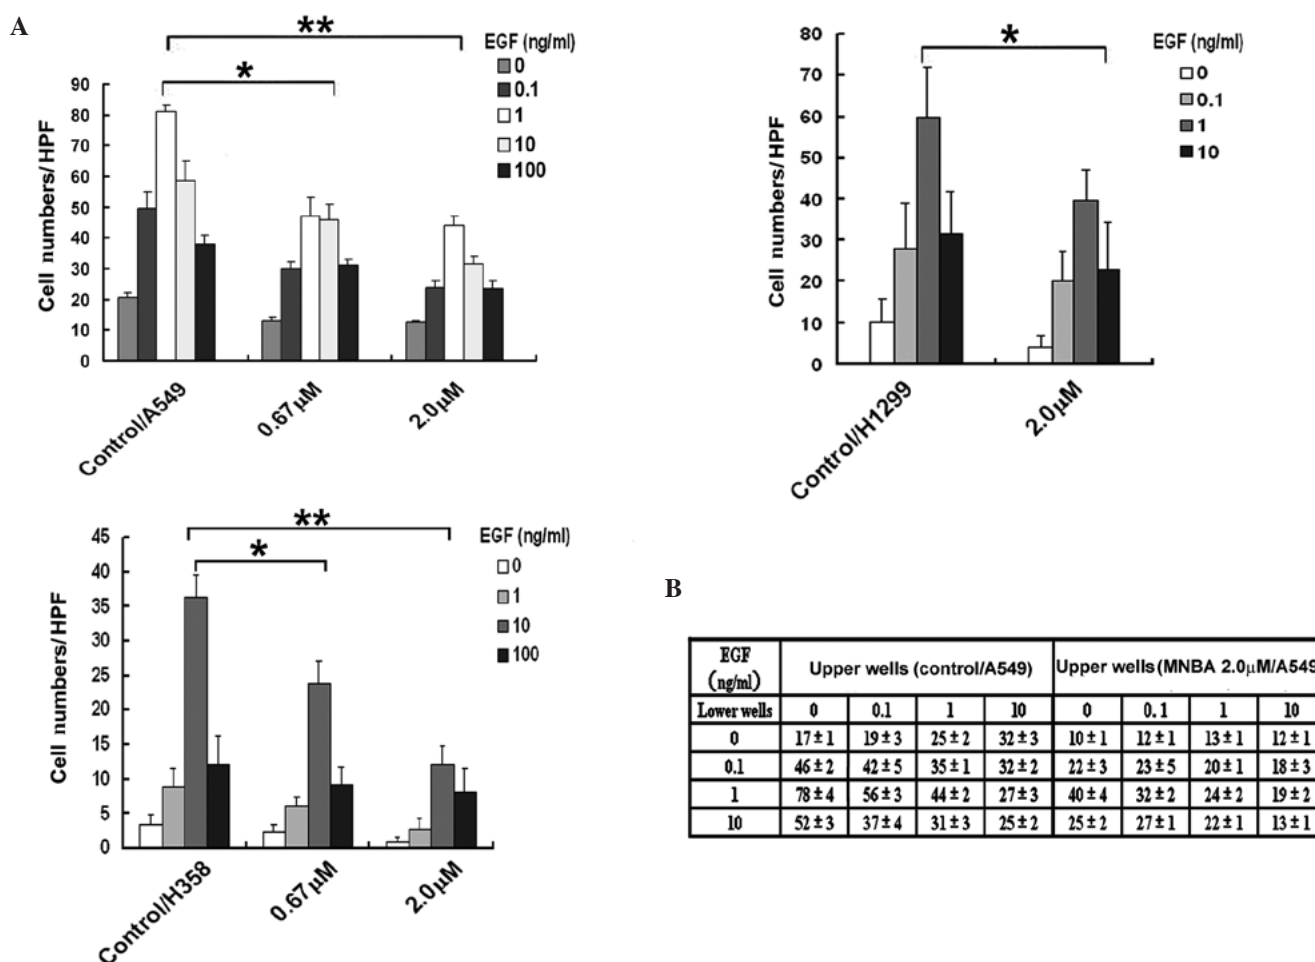 A
**
*
EGF (ng/ml)
0
0.1
1
10
100
Cell numbers/HPF
90
80
70
60
50
40
30
20
10
0
Control/A549
0.67μM
2.0μM
*
EGF (ng/ml)
0
0.1
1
10
Cell numbers/HPF
80
70
60
50
40
30
20
10
0
Control/H1299
2.0μM
**
*
EGF (ng/ml)
0
1
10
100
Cell numbers/HPF
45
40
35
30
25
20
15
10
5
0
Control/H358
0.67μM
2.0μM
B
EGF (ng/ml) Upper wells (control/A549) Upper wells (MNBA 2.0μM/A549
Lower wells 0 0.1 1 10 0 0.1 1 10
0 17±1 19±3 25±2 32±3 10±1 12±1 13±1 12±1
0.1 46±2 42±5 35±1 32±2 22±3 23±5 20±1 18±3
1 78±4 56±3 44±2 27±3 40±4 32±2 24±2 19±2
10 52±3 37±4 31±3 25±2 25±2 27±1 22±1 13±1